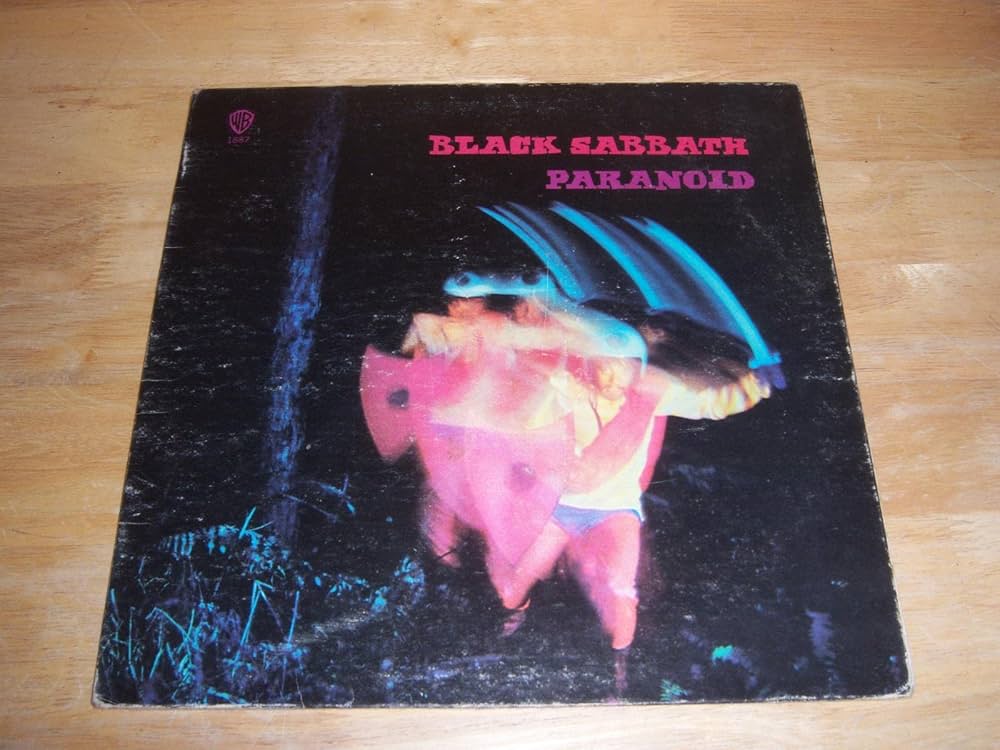 WB
1887
BLACK SABBATH
PARANOID